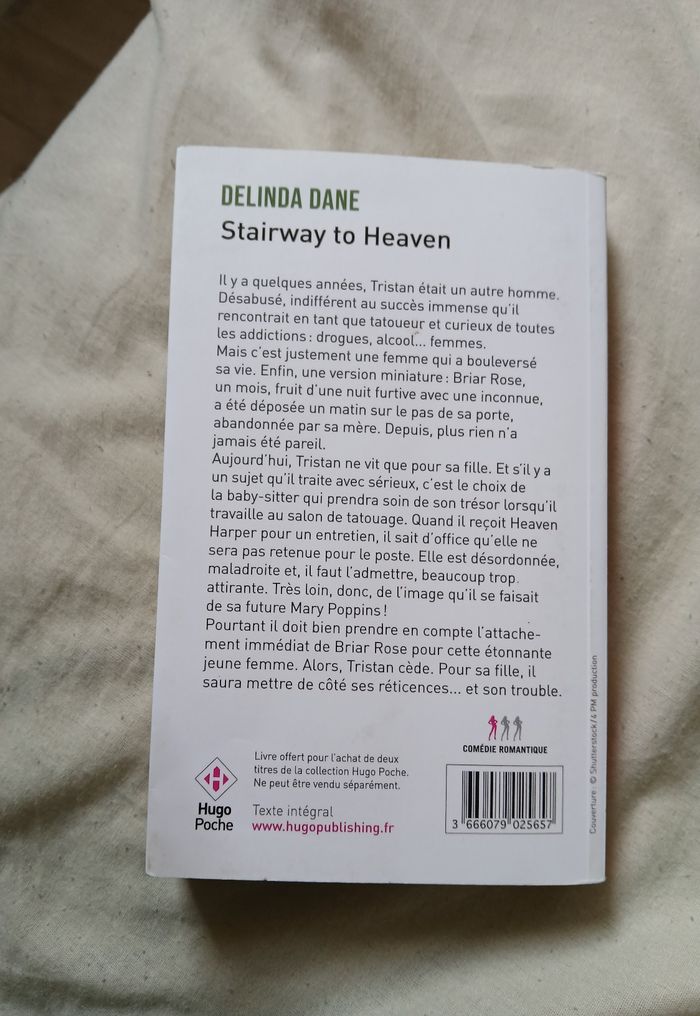 DELINDA DANE
Stairway to Heaven
Il y a quelques années, Tristan était un autre homme.
Désabusé, indifférent au succès immense qu'il
rencontrait en tant que tatoueur et curieux de toutes
les addictions : drogues, alcool... femmes.
Mais c'est justement une femme qui a bouleversé
sa vie. Enfin, une version miniature : Briar Rose,
un mois, fruit d'une nuit furtive avec une inconnue,
a été déposée un matin sur le pas de sa porte,
abandonnée par sa mère. Depuis, plus rien n'a
jamais été pareil.
Aujourd'hui, Tristan ne vit que pour sa fille. Et s'il y a
un sujet qu'il traite avec sérieux, c'est le choix de
la baby-sitter qui prendra soin de son trésor lorsqu'il
travaille au salon de tatouage. Quand il reçoit Heaven
Harper pour un entretien, il sait d'office qu'elle ne
sera pas retenue pour le poste. Elle est désordonnée,
maladroite et, il faut l'admettre, beaucoup trop
attirante. Très loin, donc, de l'image qu'il se faisait
de sa future Mary Poppins !
Pourtant il doit bien prendre en compte l'attache-
ment immédiat de Briar Rose pour cette étonnante
jeune femme. Alors, Tristan cède. Pour sa fille, il
saura mettre de côté ses réticences... et son trouble.
COMÉDIE ROMANTIQUE
Livre offert pour l'achat de deux
titres de la collection Hugo Poche.
Ne peut être vendu séparément.
H
Hugo
Poche
Texte intégral
www.hugopublishing.fr
3 666079 025657
Couverture : © Shutterstock / 4 PM production